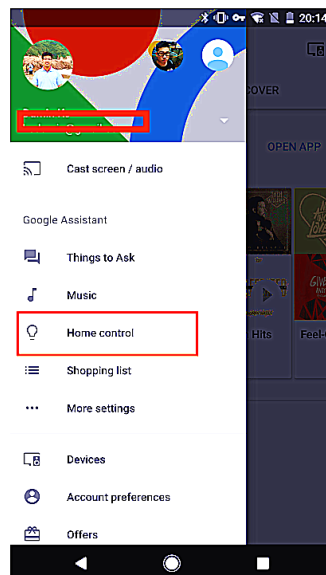 20:14
COVER
Cast screen / audio
OPEN APP
Google Assistant
Things to Ask
Music
Home control
Hits
Feel-
Shopping list
More settings
Devices
Account preferences
Offers